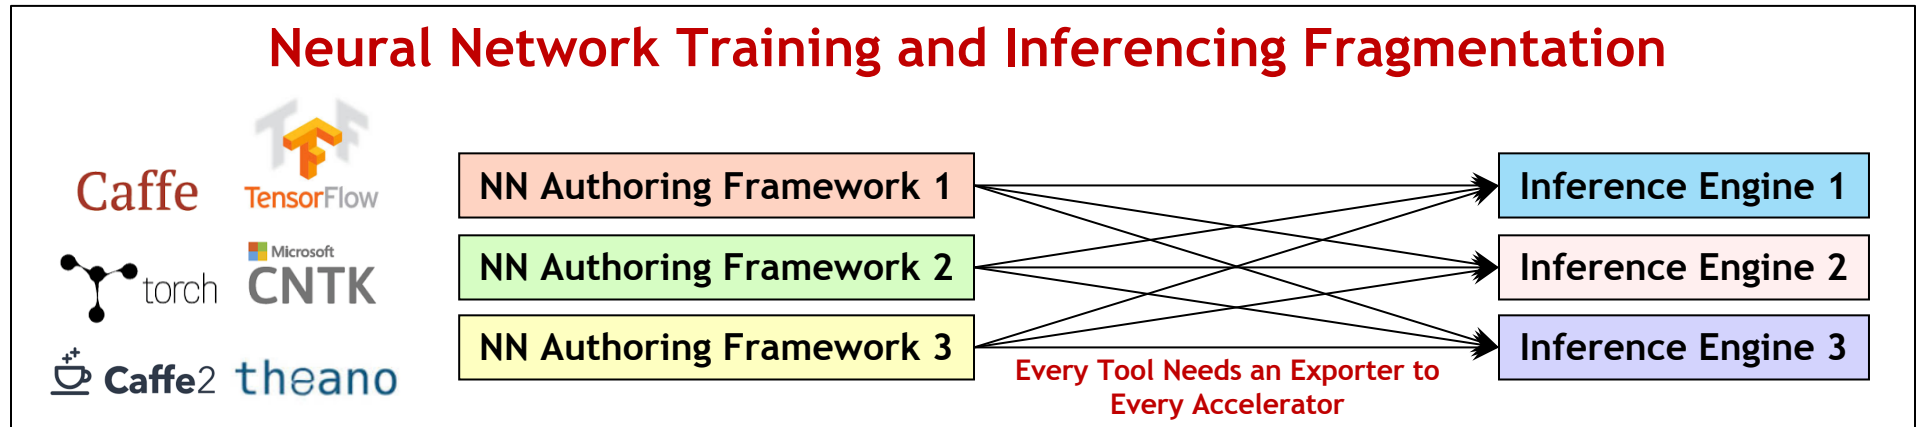 Neural Network Training and Inferencing Fragmentation
Caffe
TensorFlow
torch
Microsoft
CNTK
Caffe2
theano
NN Authoring Framework 1
NN Authoring Framework 2
NN Authoring Framework 3
Every Tool Needs an Exporter to
Every Accelerator
Inference Engine 1
Inference Engine 2
Inference Engine 3